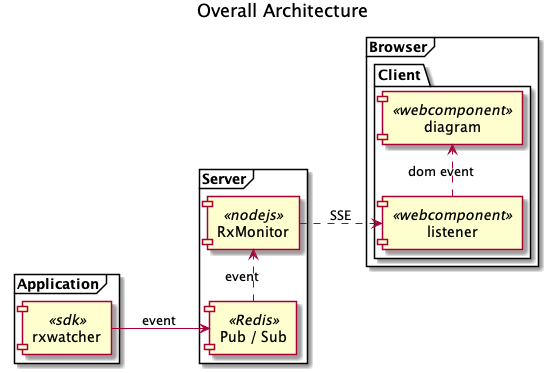 Overall Architecture
Browser
Client
«webcomponent»
diagram
dom event
«webcomponent»
listener
Server
«nodejs»
RxMonitor
SSE
event
«Redis»
Pub / Sub
Application
«sdk»
rxwatcher
event